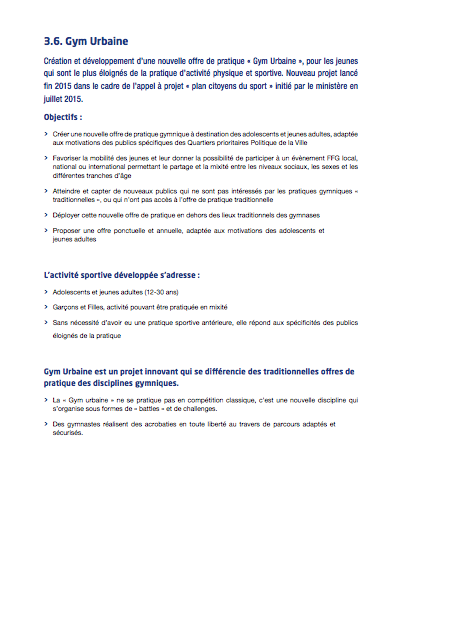 3.6. Gym Urbaine
Création et développement d'une nouvelle offre de pratique « Gym Urbaine », pour les jeunes
qui sont le plus éloignés de la pratique d'activité physique et sportive. Nouveau projet lancé
fin 2015 dans le cadre de l'appel à projet « plan citoyens du sport » initié par le ministère en
juillet 2015.
Objectifs :
› Créer une nouvelle offre de pratique gymnique à destination des adolescents et jeunes adultes, adaptée
aux motivations des publics spécifiques des Quartiers prioritaires Politique de la Ville
› Favoriser la mobilité des jeunes et leur donner la possibilité de participer à un évènement FFG local,
national ou international permettant le partage et la mixité entre les niveaux sociaux, les sexes et les
différentes tranches d'âge
› Atteindre et capter de nouveaux publics qui ne sont pas intéressés par les pratiques gymniques «
traditionnelles », ou qui n'ont pas accès à l'offre de pratique traditionnelle
› Déployer cette nouvelle offre de pratique en dehors des lieux traditionnels des gymnases
› Proposer une offre ponctuelle et annuelle, adaptée aux motivations des adolescents et
jeunes adultes
L'activité sportive développée s'adresse :
› Adolescents et jeunes adultes (12-30 ans)
› Garçons et Filles, activité pouvant être pratiquée en mixité
› Sans nécessité d'avoir eu une pratique sportive antérieure, elle répond aux spécificités des publics
éloignés de la pratique
Gym Urbaine est un projet innovant qui se différencie des traditionnelles offres de
pratique des disciplines gymniques.
› La « Gym urbaine » ne se pratique pas en compétition classique, c'est une nouvelle discipline qui
s'organise sous formes de « battles » et de challenges.
› Des gymnastes réalisent des acrobaties en toute liberté au travers de parcours adaptés et
sécurisés.